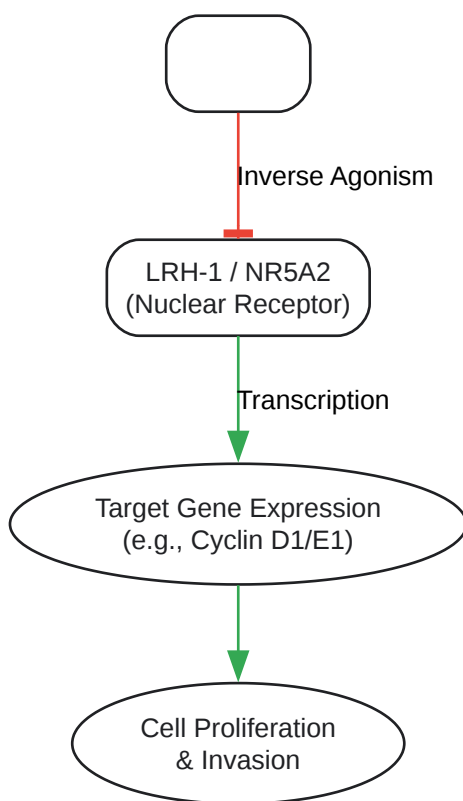 Inverse Agonism
LRH-1 / NR5A2
(Nuclear Receptor)
Transcription
Target Gene Expression
(e.g., Cyclin D1/E1)
Cell Proliferation
& Invasion